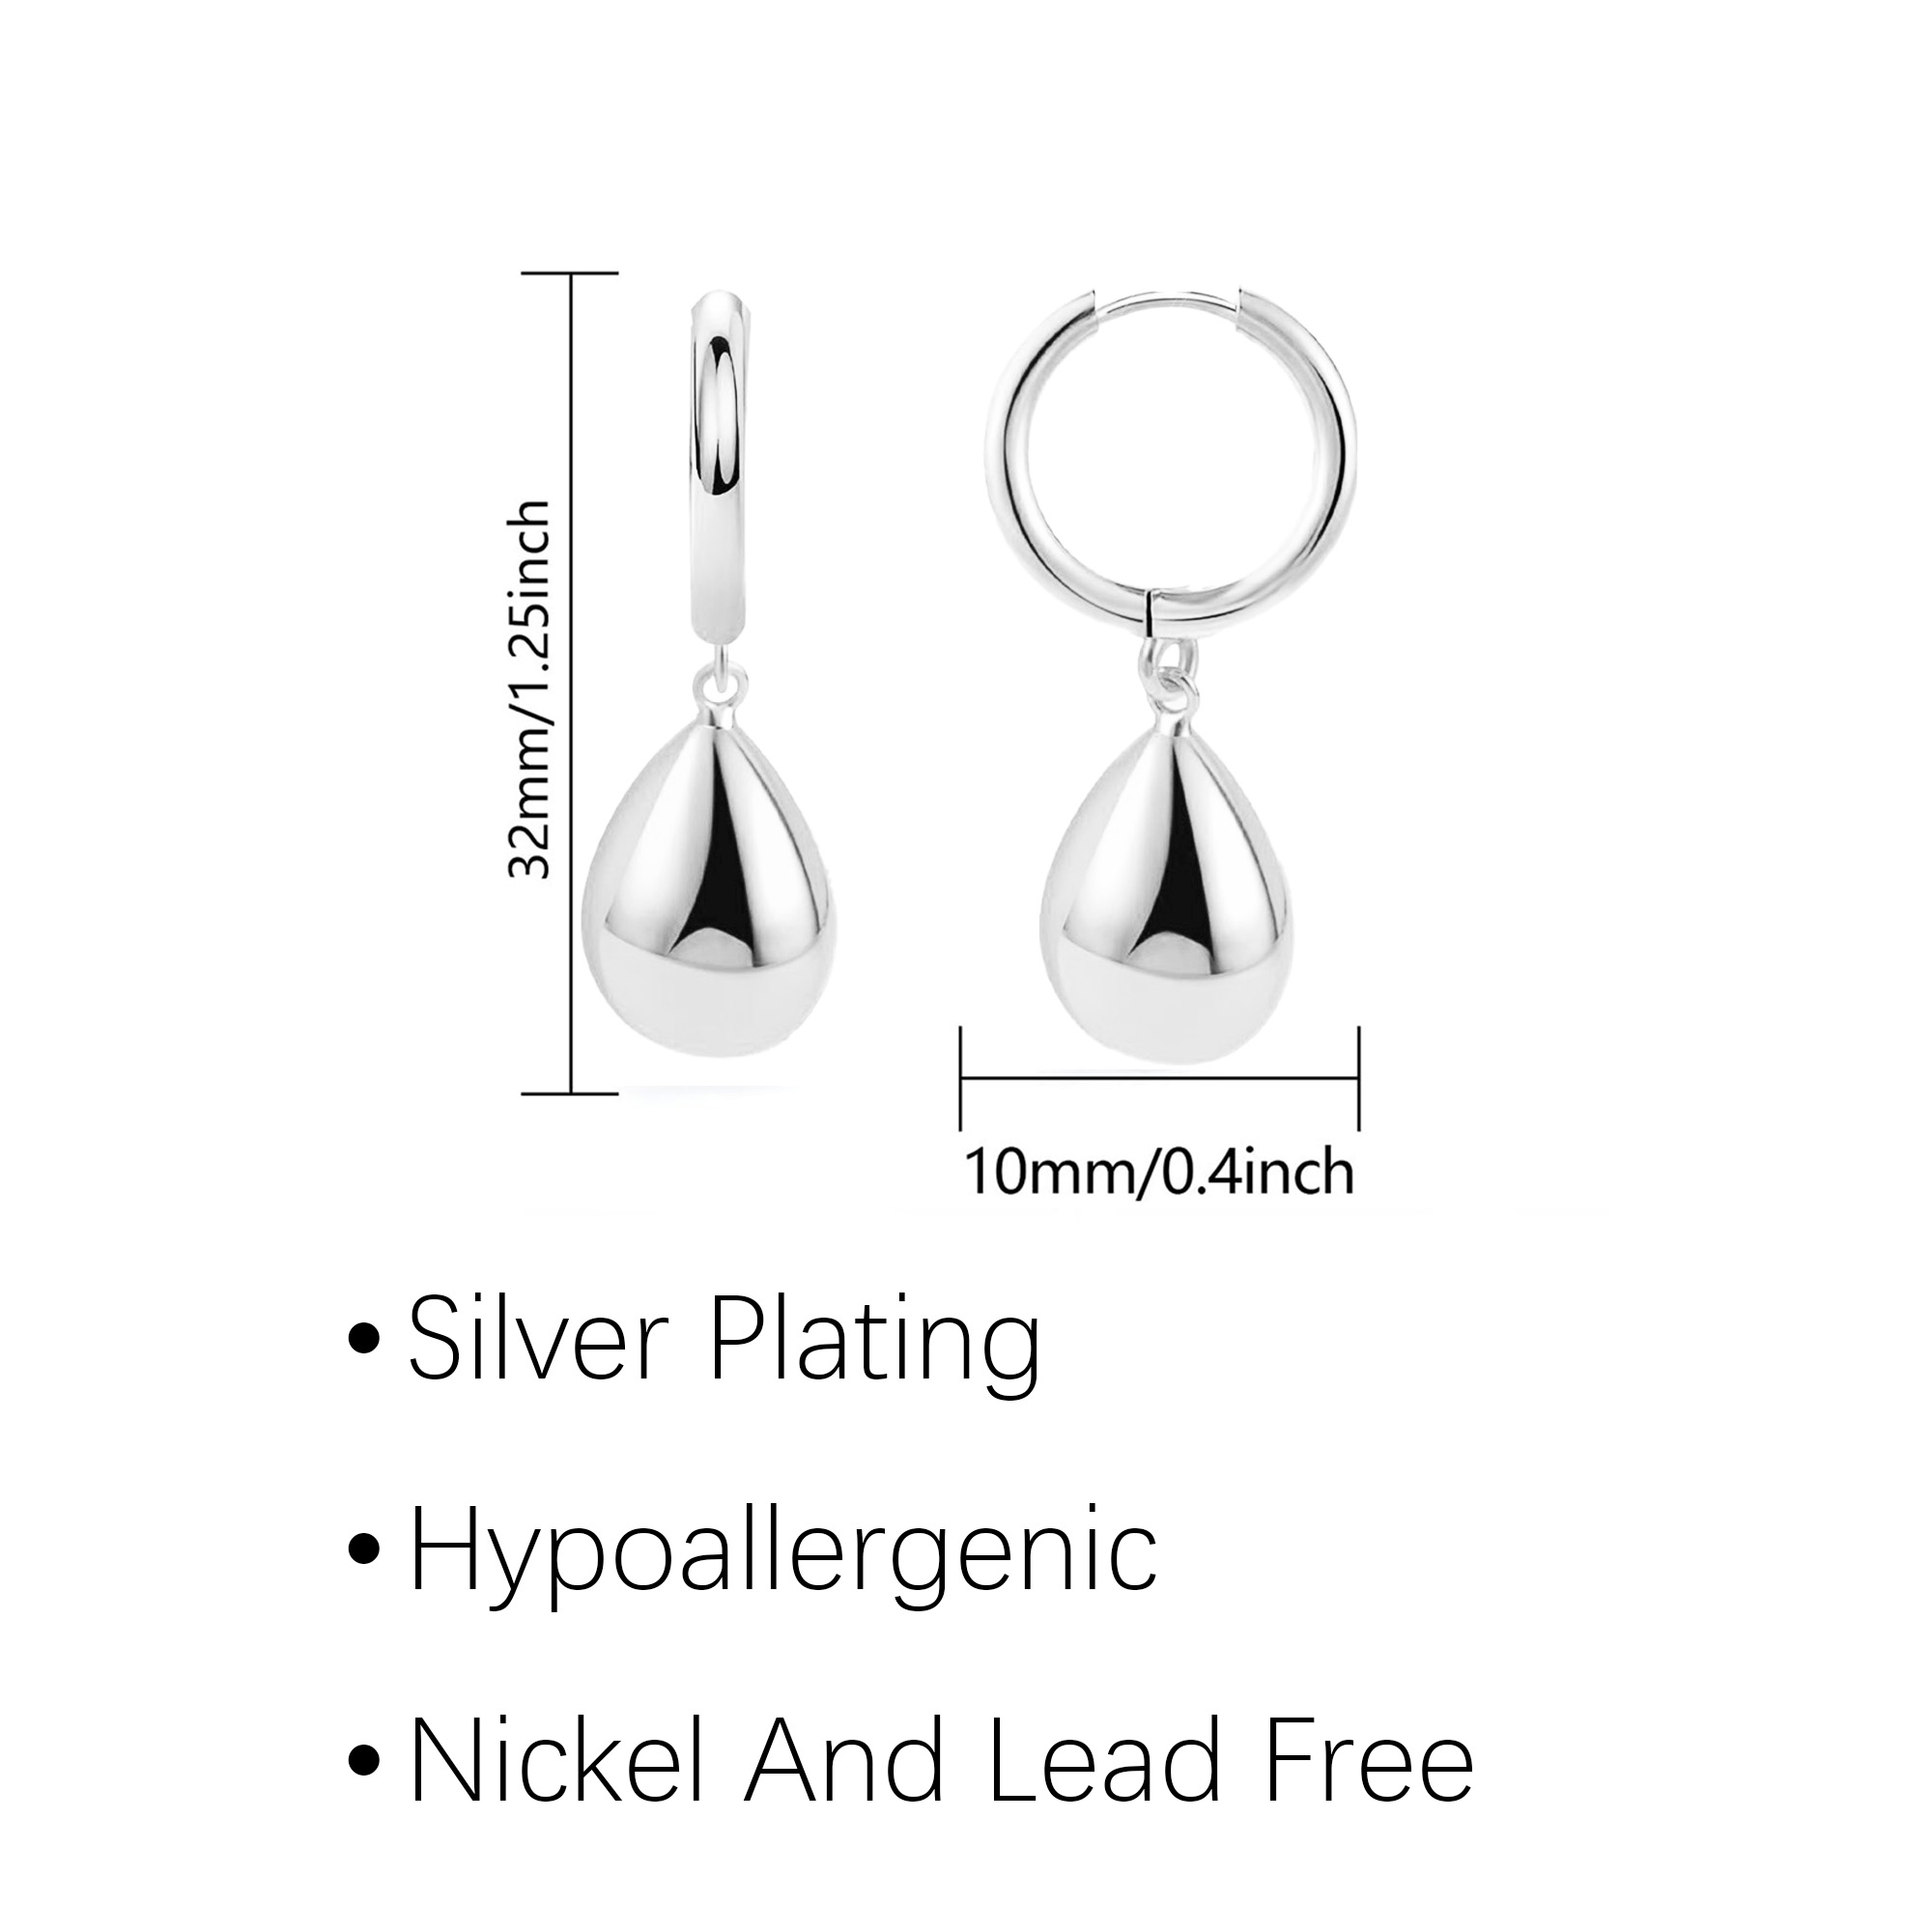 32mm/1.25inch
10mm/0.4inch
• Silver Plating
• Hypoallergenic
• Nickel And Lead Free